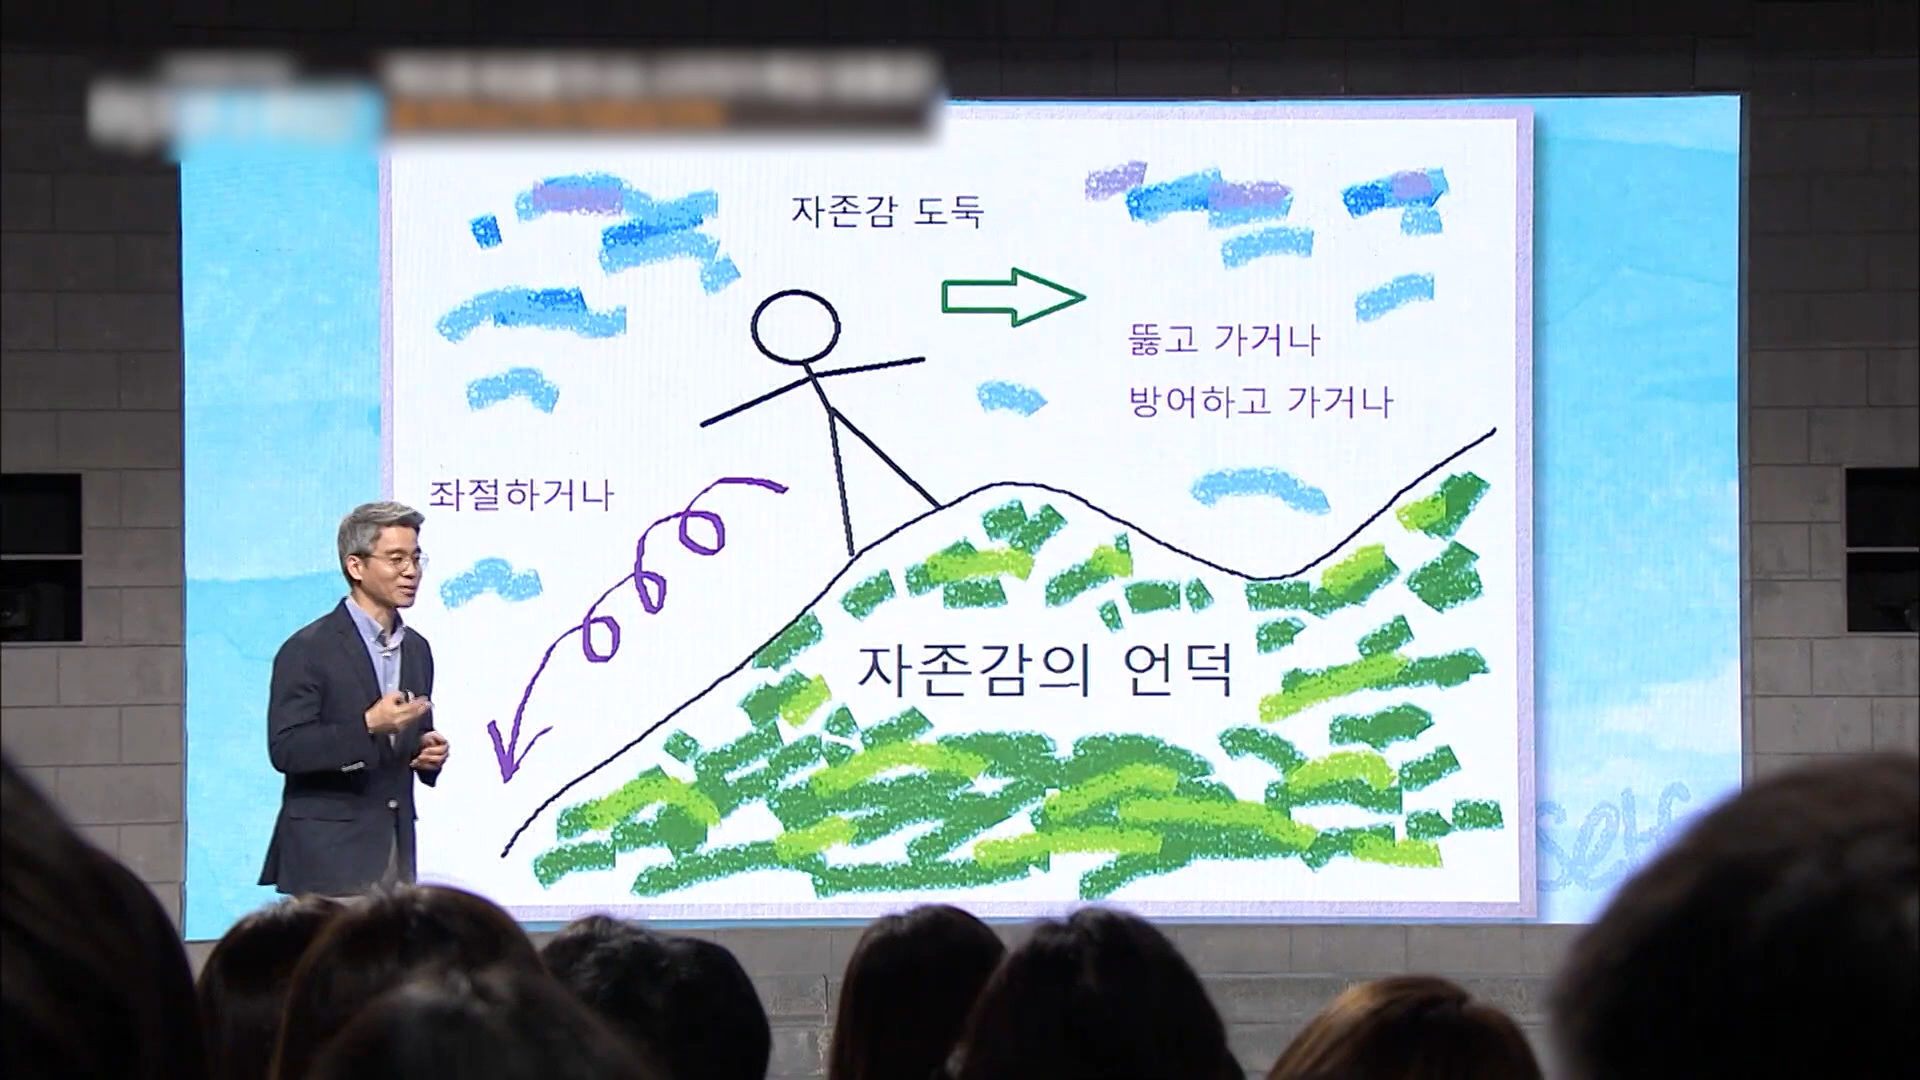 자존감 도둑
뚫고 가거나
방어하고 가거나
좌절하거나
자존감의 언덕
self